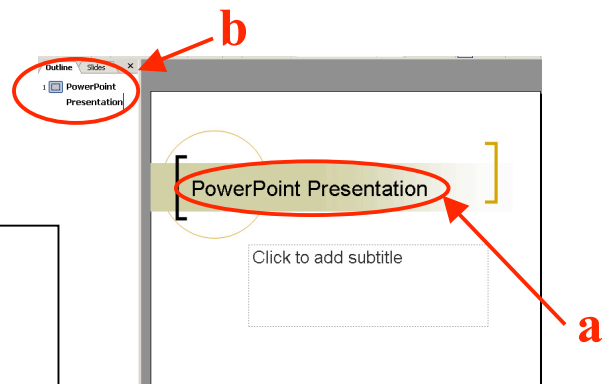 b
Outline Slides
1 PowerPoint
Presentation
PowerPoint Presentation
Click to add subtitle
a